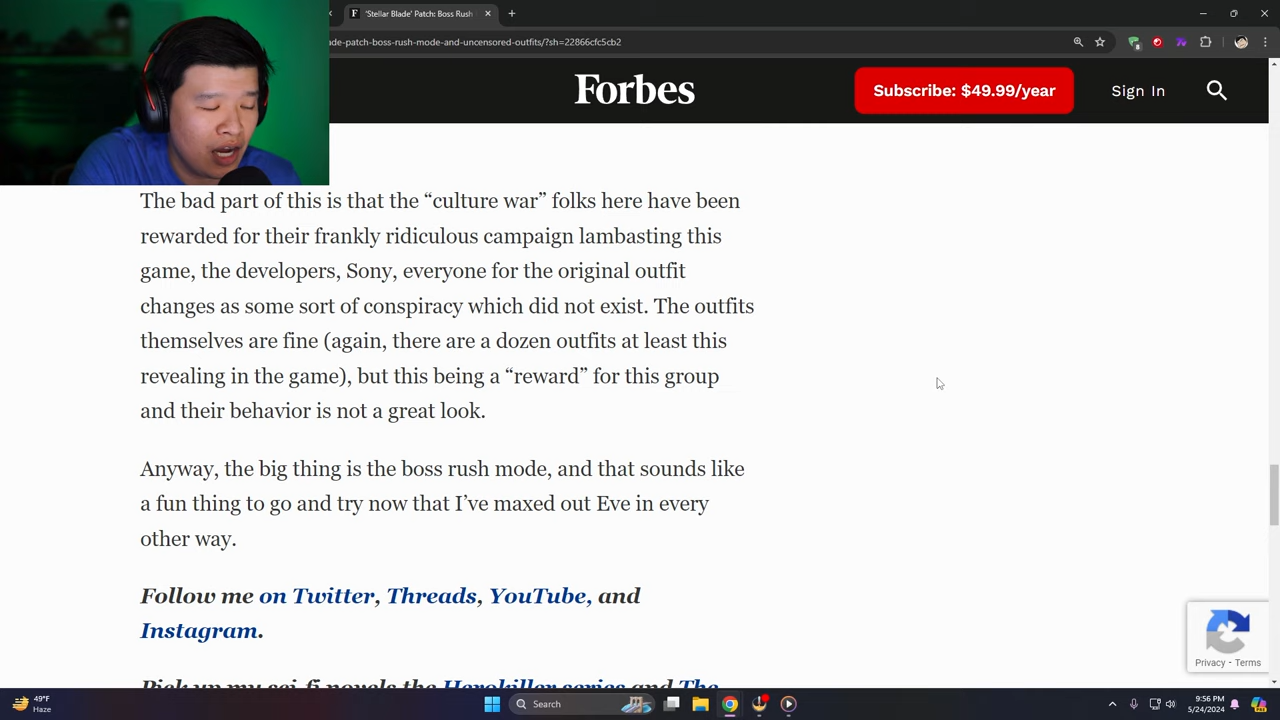 'Stellar Blade' Patch: Boss Rush
de-patch-boss-rush-mode-and-uncensored-outfits/?sh=22866cfc5cb2
Forbes
Subscribe: $49.99/year
Sign In
The bad part of this is that the “culture war” folks here have been
rewarded for their frankly ridiculous campaign lambasting this
game, the developers, Sony, everyone for the original outfit
changes as some sort of conspiracy which did not exist. The outfits
themselves are fine (again, there are a dozen outfits at least this
revealing in the game), but this being a “reward” for this group
and their behavior is not a great look.
Anyway, the big thing is the boss rush mode, and that sounds like
a fun thing to go and try now that I’ve maxed out Eve in every
other way.
Follow me on Twitter, Threads, YouTube, and
Instagram.
Pick up my sci-fi novels the Herokiller series and The
Privacy - Terms
49°F
Haze
Search
9:56 PM
5/24/2024